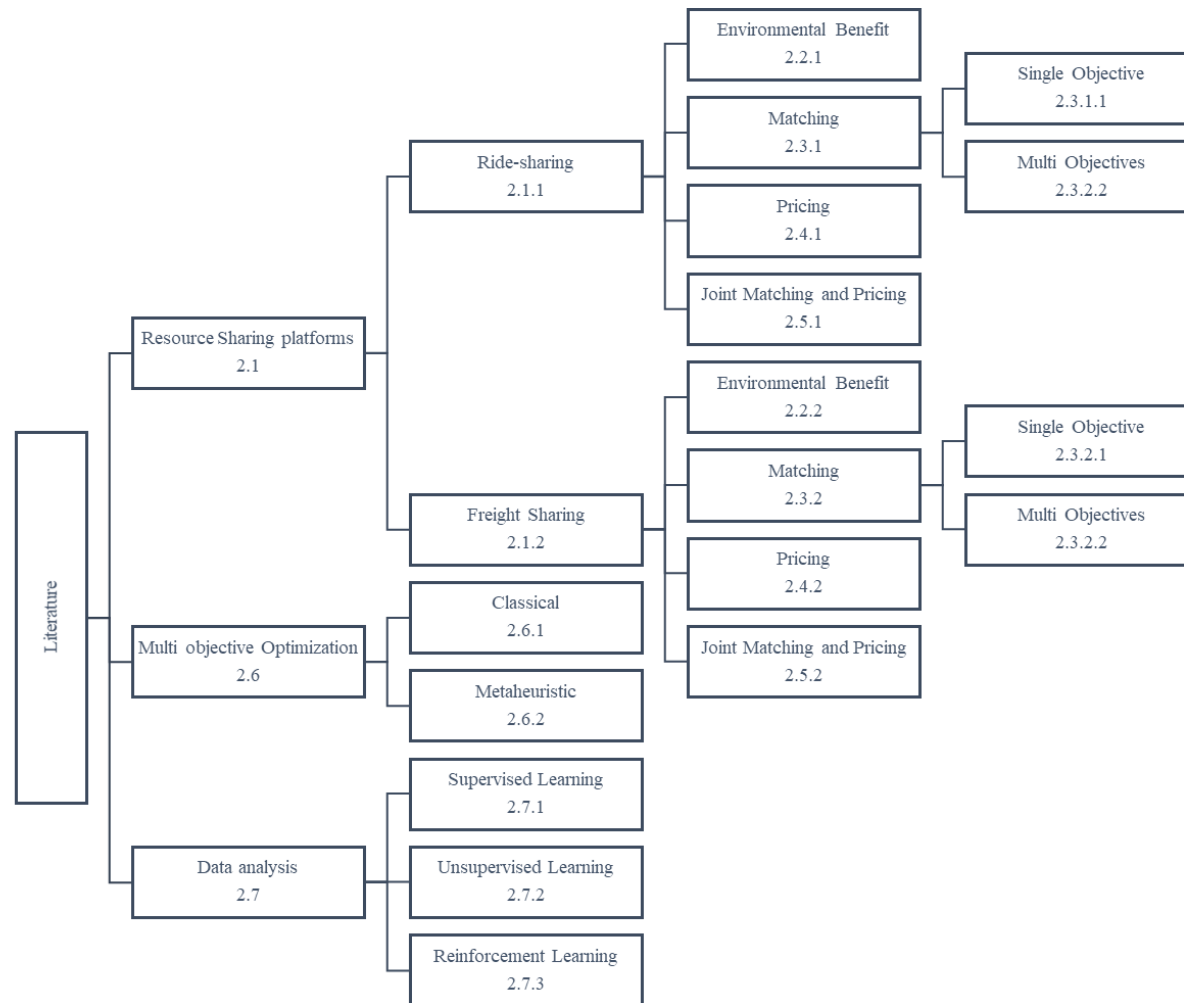 Environmental Benefit
2.2.1
Single Objective
2.3.1.1
Matching
2.3.1
Ride-sharing
2.1.1
Multi Objectives
2.3.2.2
Pricing
2.4.1
Joint Matching and Pricing
2.5.1
Resource Sharing platforms
2.1
Environmental Benefit
2.2.2
Single Objective
2.3.2.1
Matching
2.3.2
Freight Sharing
2.1.2
Multi Objectives
2.3.2.2
Pricing
2.4.2
Literature
Classical
2.6.1
Multi objective Optimization
2.6
Joint Matching and Pricing
2.5.2
Metaheuristic
2.6.2
Supervised Learning
2.7.1
Data analysis
2.7
Unsupervised Learning
2.7.2
Reinforcement Learning
2.7.3